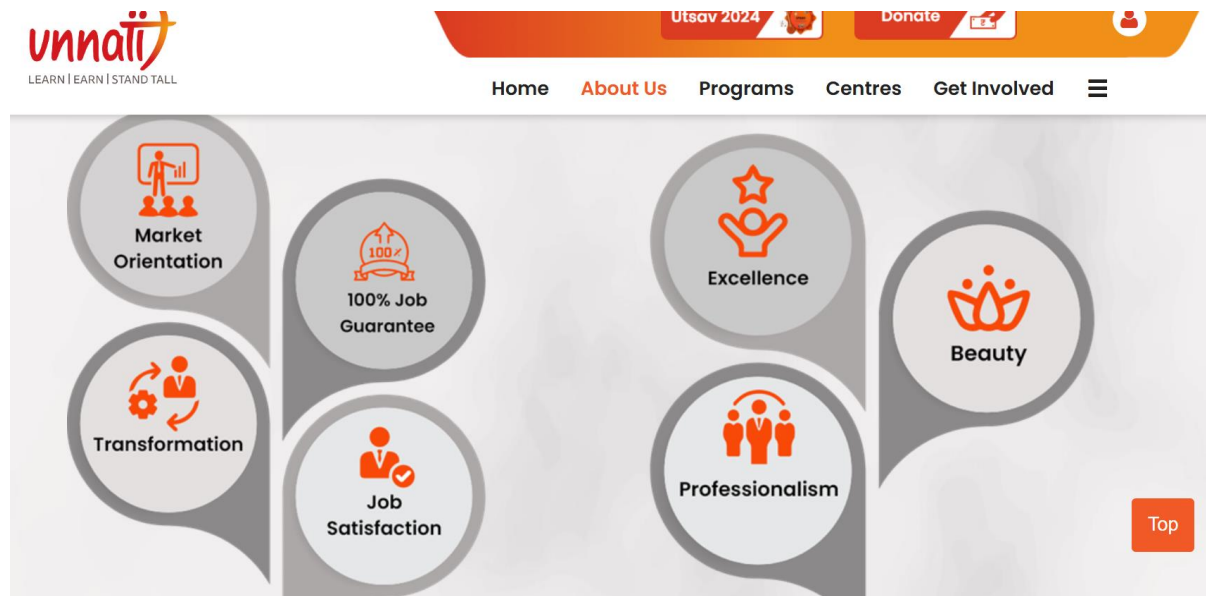 Utsav 2024
Donate
unnati
LEARN | EARN | STAND TALL
Home
About Us
Programs
Centres
Get Involved
Market
Orientation
100%
100% Job
Guarantee
Transformation
Job
Satisfaction
Excellence
Beauty
Professionalism
Top